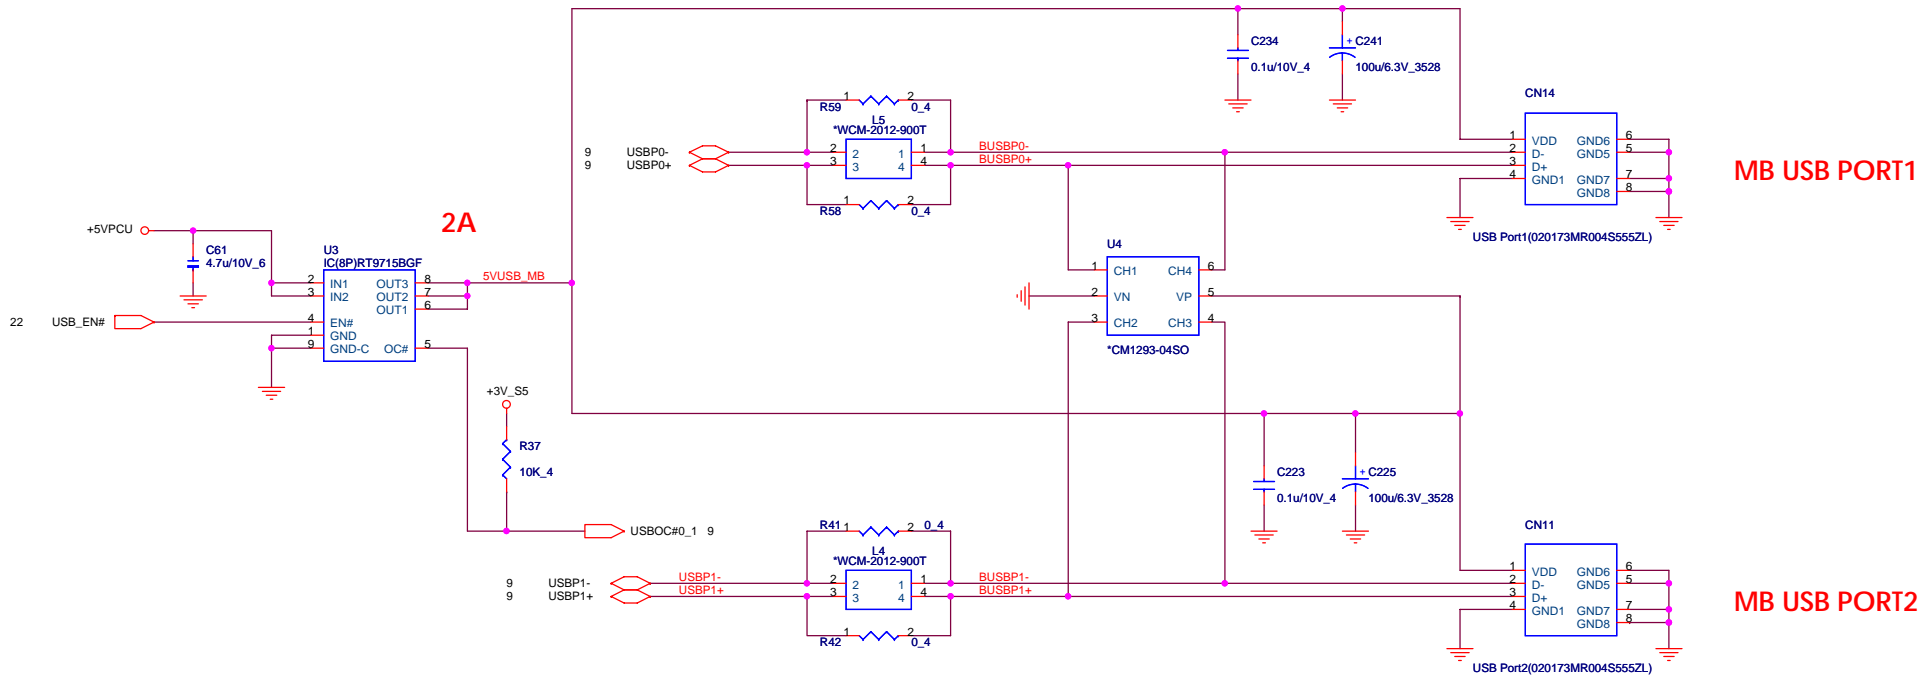 C234
0.1u/10V_4
+ C241
100u/6.3V_3528
CN14
1 VDD GND6 6
2 D- GND5 5
3 D+
4 GND1 GND7 7
GND8 8
USB Port1(020173MR004S555ZL)
MB USB PORT1
R59 1 2 0_4
L5
*WCM-2012-900T
9 USBP0- 2 2 1 1 BUSBP0-
9 USBP0+ 3 3 4 4 BUSBP0+
R58 1 2 0_4
2A
+5VPCU
C61
4.7u/10V_6
U3
IC(8P)RT9715BGF
2 IN1 OUT3 8 5VUSB_MB
3 IN2 OUT2 7
OUT1 6
22 USB_EN# 4 EN#
1 GND
9 GND-C OC# 5
U4
1 CH1 CH4 6
2 VN VP 5
3 CH2 CH3 4
*CM1293-04SO
+3V_S5
R37
10K_4
USBOC#0_1 9
C223
0.1u/10V_4
+ C225
100u/6.3V_3528
R41 1 2 0_4
L4
*WCM-2012-900T
9 USBP1- USBP1- 2 2 1 1 BUSBP1-
9 USBP1+ USBP1+ 3 3 4 4 BUSBP1+
R42 1 2 0_4
CN11
1 VDD GND6 6
2 D- GND5 5
3 D+
4 GND1 GND7 7
GND8 8
USB Port2(020173MR004S555ZL)
MB USB PORT2